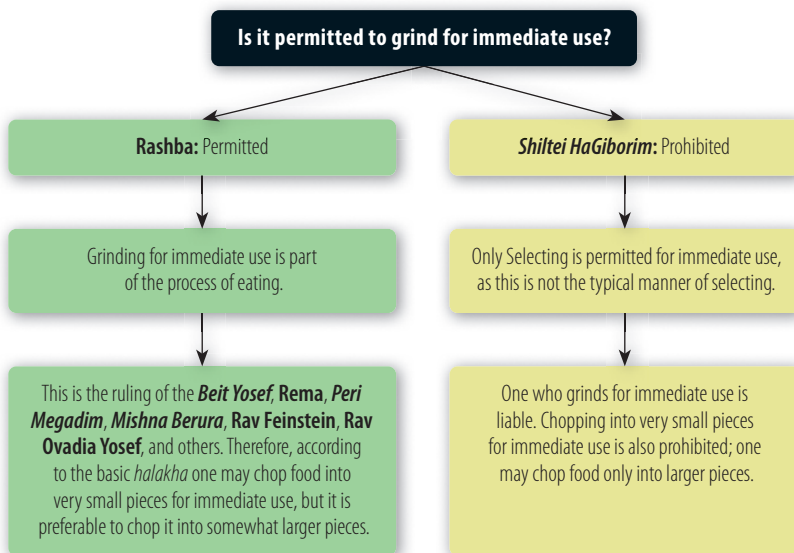 Is it permitted to grind for immediate use?
Rashba: Permitted
Grinding for immediate use is part
of the process of eating.
This is the ruling of the Beit Yosef, Rema, Peri
Megadim, Mishna Berura, Rav Feinstein, Rav
Ovadia Yosef, and others. Therefore, according
to the basic halakha one may chop food into
very small pieces for immediate use, but it is
preferable to chop it into somewhat larger pieces.
Shiltei HaGiborim: Prohibited
Only Selecting is permitted for immediate use,
as this is not the typical manner of selecting.
One who grinds for immediate use is
liable. Chopping into very small pieces
for immediate use is also prohibited; one
may chop food only into larger pieces.